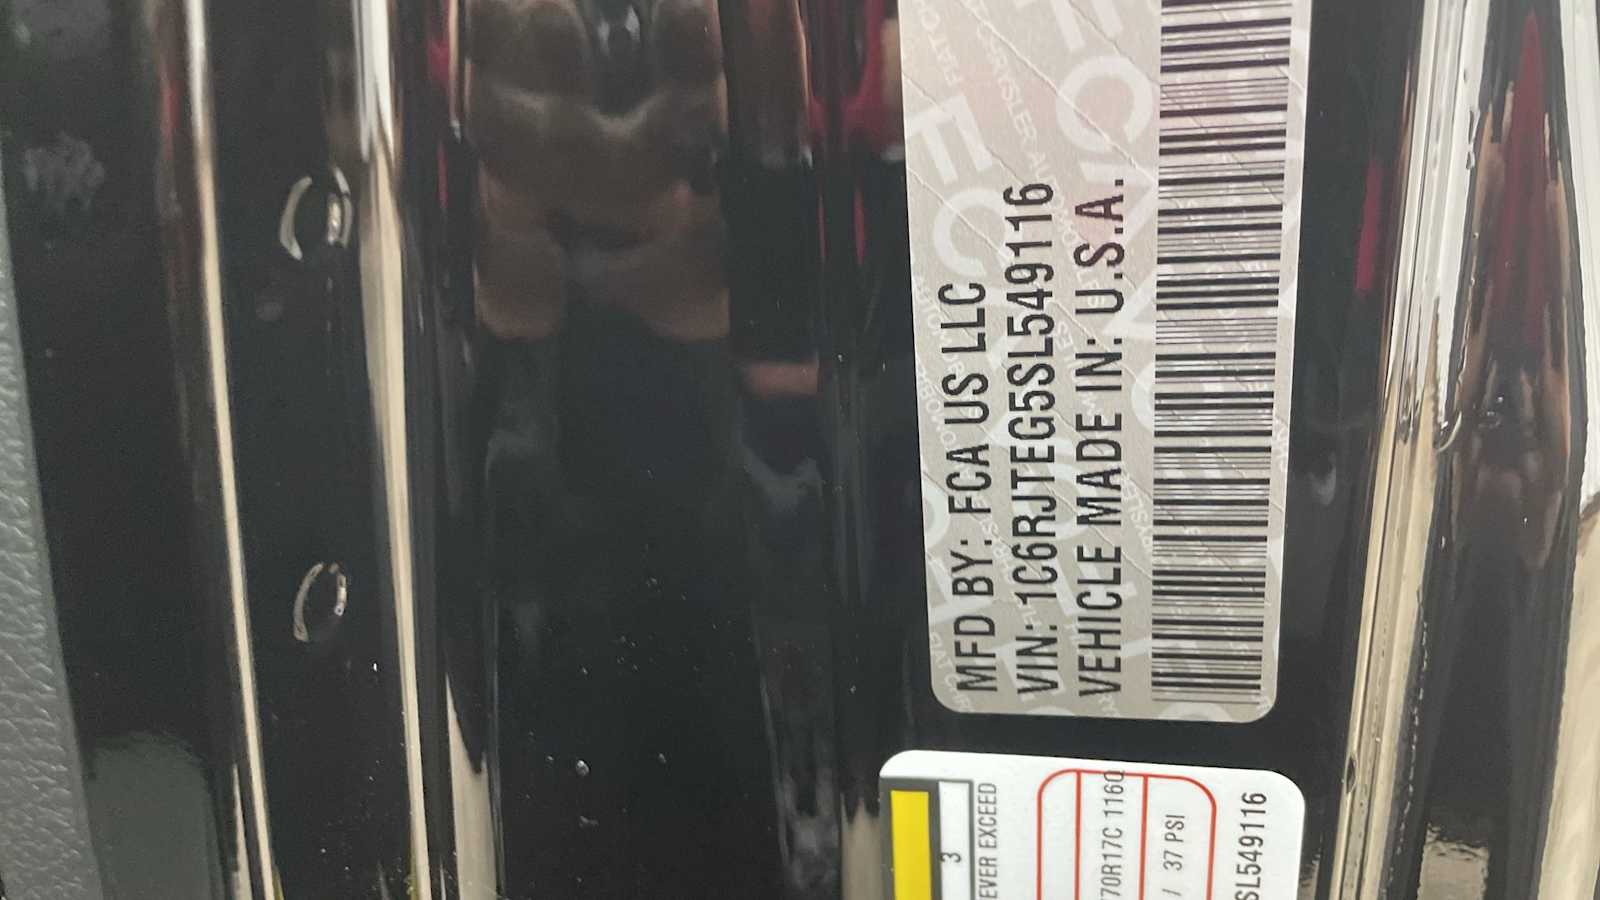 MFD BY: FCA US LLC
VIN: 1C6RJTEG5SL549116
VEHICLE MADE IN: U.S.A.
3
EVER EXCEED
70R17C 116Q
/ 37 PSI
SL549116